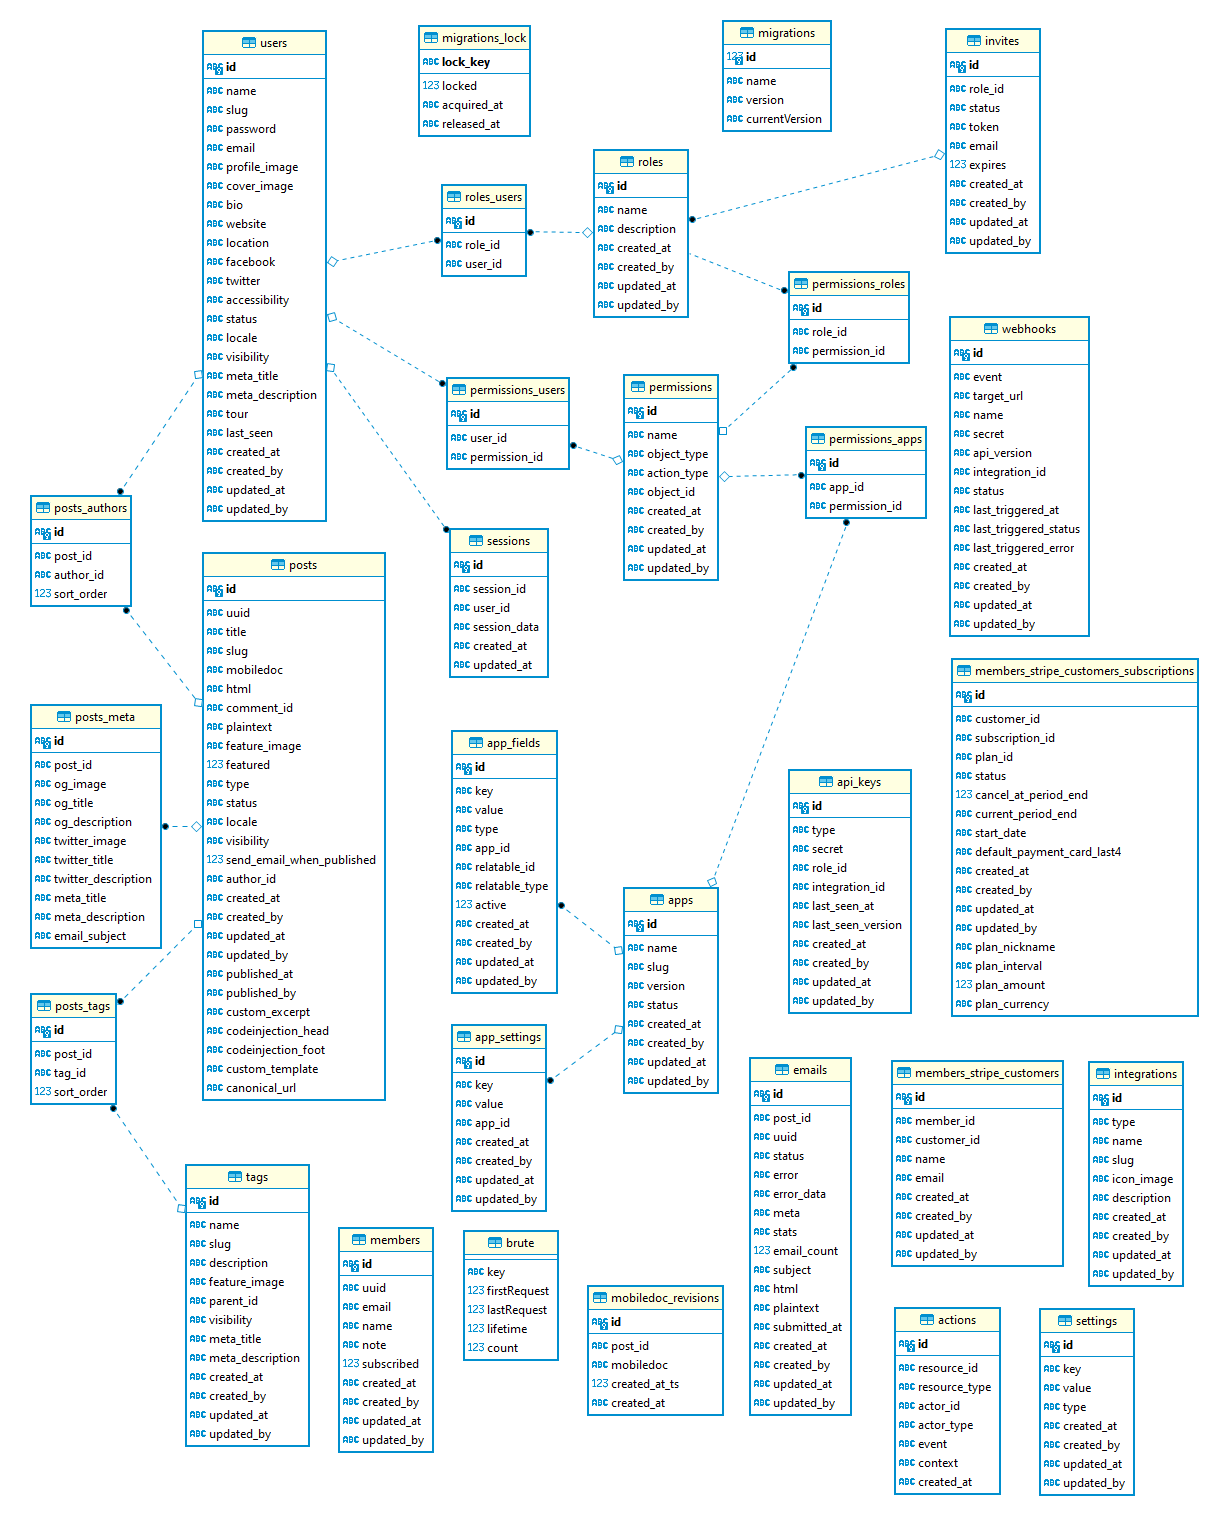 users
id
name
slug
password
email
profile_image
cover_image
bio
website
location
facebook
twitter
accessibility
status
locale
visibility
meta_title
meta_description
tour
last_seen
created_at
created_by
updated_at
updated_by
migrations_lock
lock_key
locked
acquired_at
released_at
migrations
id
name
version
currentVersion
invites
id
role_id
status
token
email
expires
created_at
created_by
updated_at
updated_by
roles
id
name
description
created_at
created_by
updated_at
updated_by
roles_users
id
role_id
user_id
permissions_roles
id
role_id
permission_id
webhooks
id
event
target_url
name
secret
api_version
integration_id
status
last_triggered_at
last_triggered_status
last_triggered_error
created_at
created_by
updated_at
updated_by
permissions_users
id
user_id
permission_id
permissions
id
name
object_type
action_type
object_id
created_at
created_by
updated_at
updated_by
permissions_apps
id
app_id
permission_id
posts_authors
id
post_id
author_id
sort_order
posts
id
uuid
title
slug
mobiledoc
html
comment_id
plaintext
feature_image
featured
type
status
locale
visibility
send_email_when_published
author_id
created_at
created_by
updated_at
updated_by
published_at
published_by
custom_excerpt
codeinjection_head
codeinjection_foot
custom_template
canonical_url
sessions
id
session_id
user_id
session_data
created_at
updated_at
members_stripe_customers_subscriptions
id
customer_id
subscription_id
plan_id
status
cancel_at_period_end
current_period_end
start_date
default_payment_card_last4
created_at
created_by
updated_at
updated_by
plan_nickname
plan_interval
plan_amount
plan_currency
posts_meta
id
post_id
og_image
og_title
og_description
twitter_image
twitter_title
twitter_description
meta_title
meta_description
email_subject
app_fields
id
key
value
type
app_id
relatable_id
relatable_type
active
created_at
created_by
updated_at
updated_by
api_keys
id
type
secret
role_id
integration_id
last_seen_at
last_seen_version
created_at
created_by
updated_at
updated_by
apps
id
name
slug
version
status
created_at
created_by
updated_at
updated_by
posts_tags
id
post_id
tag_id
sort_order
app_settings
id
key
value
app_id
created_at
created_by
updated_at
updated_by
emails
id
post_id
uuid
status
error
error_data
meta
stats
email_count
subject
html
plaintext
submitted_at
created_at
created_by
updated_at
updated_by
members_stripe_customers
id
member_id
customer_id
name
email
created_at
created_by
updated_at
updated_by
integrations
id
type
name
slug
icon_image
description
created_at
created_by
updated_at
updated_by
tags
id
name
slug
description
feature_image
parent_id
visibility
meta_title
meta_description
created_at
created_by
updated_at
updated_by
members
id
uuid
email
name
note
subscribed
created_at
created_by
updated_at
updated_by
brute
key
firstRequest
lastRequest
lifetime
count
mobiledoc_revisions
id
post_id
mobiledoc
created_at_ts
created_at
actions
id
resource_id
resource_type
actor_id
actor_type
event
context
created_at
settings
id
key
value
type
created_at
created_by
updated_at
updated_by